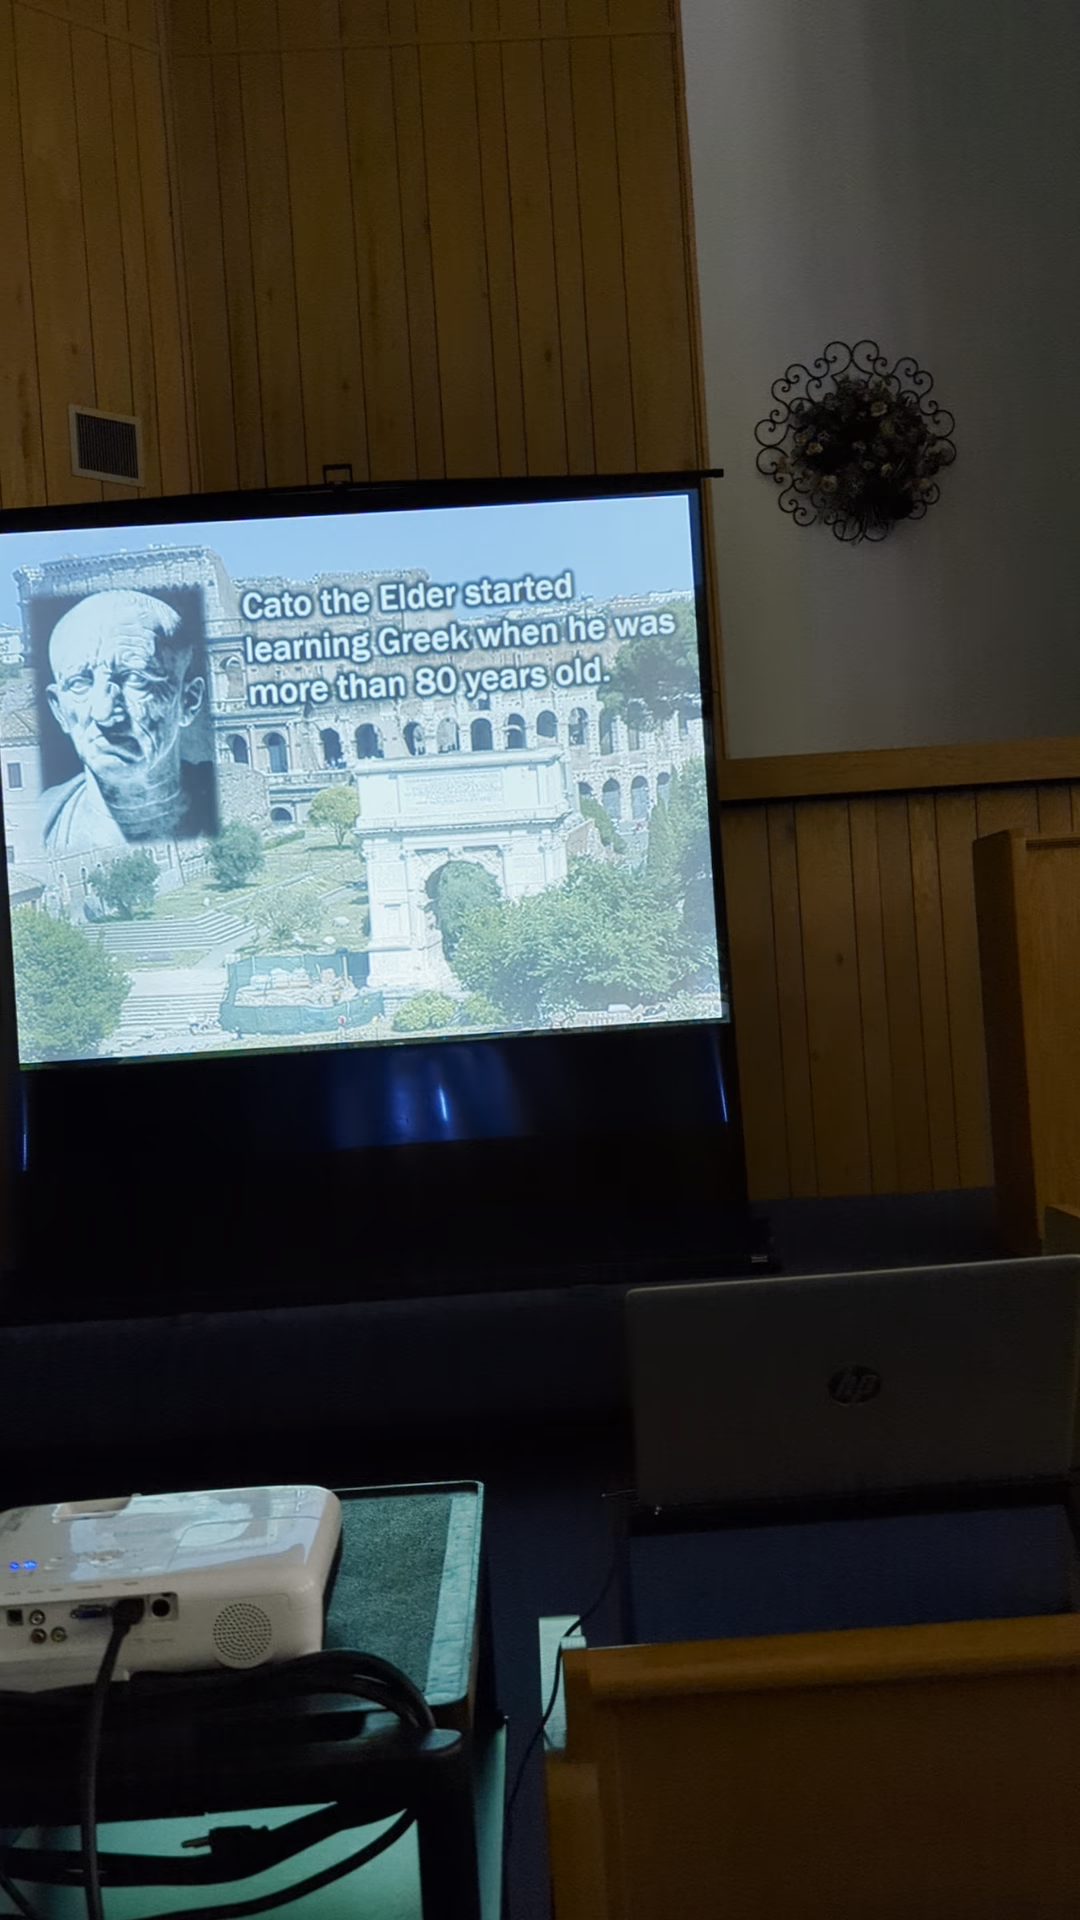 Cato the Elder started
learning Greek when he was
more than 80 years old.
hp